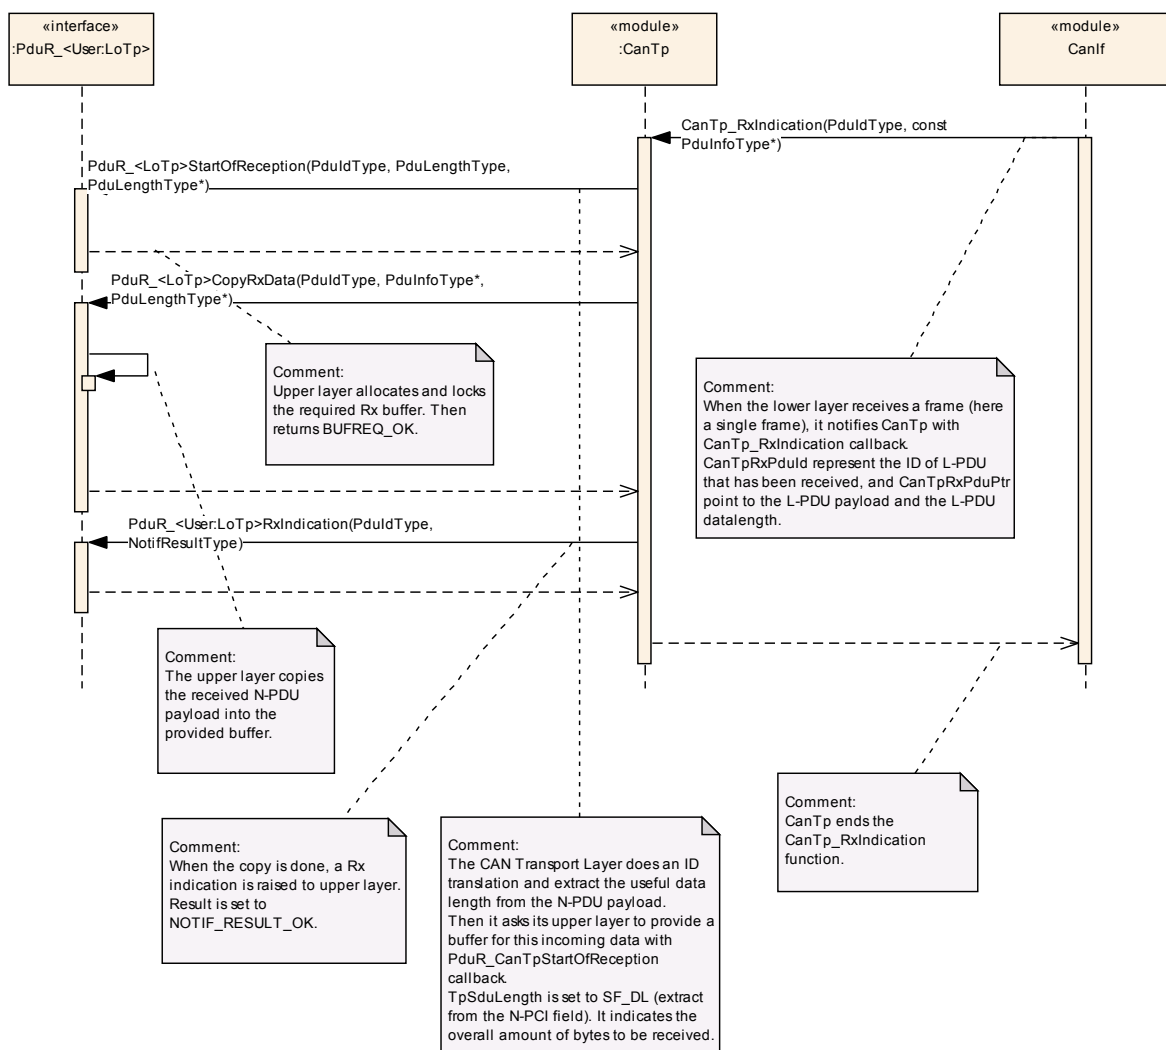 «interface»
:PduR_<User:LoTp>
«module»
:CanTp
«module»
CanIf
CanTp_RxIndication(PduIdType, const
PduInfoType*)
PduR_<LoTp>StartOfReception(PduIdType, PduLengthType,
PduLengthType*)
PduR_<LoTp>CopyRxData(PduIdType, PduInfoType*,
PduLengthType*)
Comment:
Upper layer allocates and locks
the required Rx buffer. Then
returns BUFREQ_OK.
Comment:
When the lower layer receives a frame (here
a single frame), it notifies CanTp with
CanTp_RxIndication callback.
CanTpRxPduId represent the ID of L-PDU
that has been received, and CanTpRxPduPtr
point to the L-PDU payload and the L-PDU
datalength.
PduR_<User:LoTp>RxIndication(PduIdType,
NotifResultType)
Comment:
The upper layer copies
the received N-PDU
payload into the
provided buffer.
Comment:
When the copy is done, a Rx
indication is raised to upper layer.
Result is set to
NOTIF_RESULT_OK.
Comment:
The CAN Transport Layer does an ID
translation and extract the useful data
length from the N-PDU payload.
Then it asks its upper layer to provide a
buffer for this incoming data with
PduR_CanTpStartOfReception
callback.
TpSduLength is set to SF_DL (extract
from the N-PCI field). It indicates the
overall amount of bytes to be received.
Comment:
CanTp ends the
CanTp_RxIndication
function.